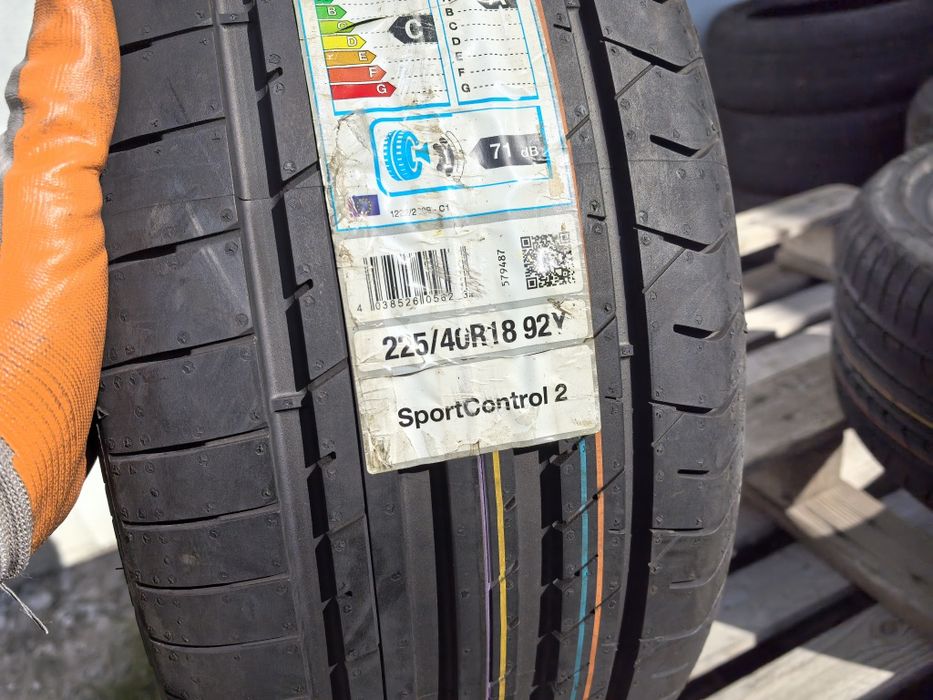 B
C
D
E
F
G
C
B
C
D
E
F
G
71 dB
579487
225/40R18 92Y
SportControl 2